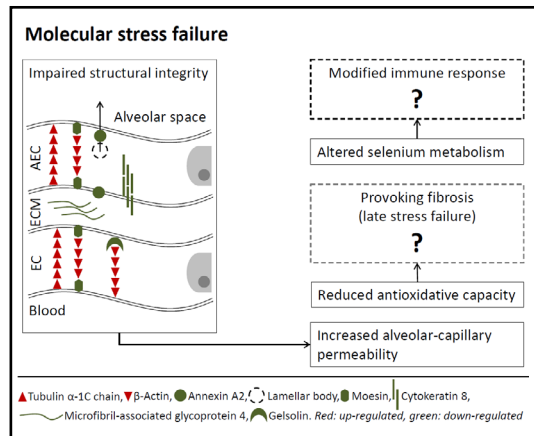 Molecular stress failure
Impaired structural integrity
Alveolar space
AEC
ECM
EC
Blood
Modified immune response
?
Altered selenium metabolism
Provoking fibrosis
(late stress failure)
?
Reduced antioxidative capacity
Increased alveolar-capillary
permeability
Tubulin α-1C chain, β-Actin, Annexin A2, Lamellar body, Moesin, Cytokeratin 8,
Microfibril-associated glycoprotein 4, Gelsolin. Red: up-regulated, green: down-regulated